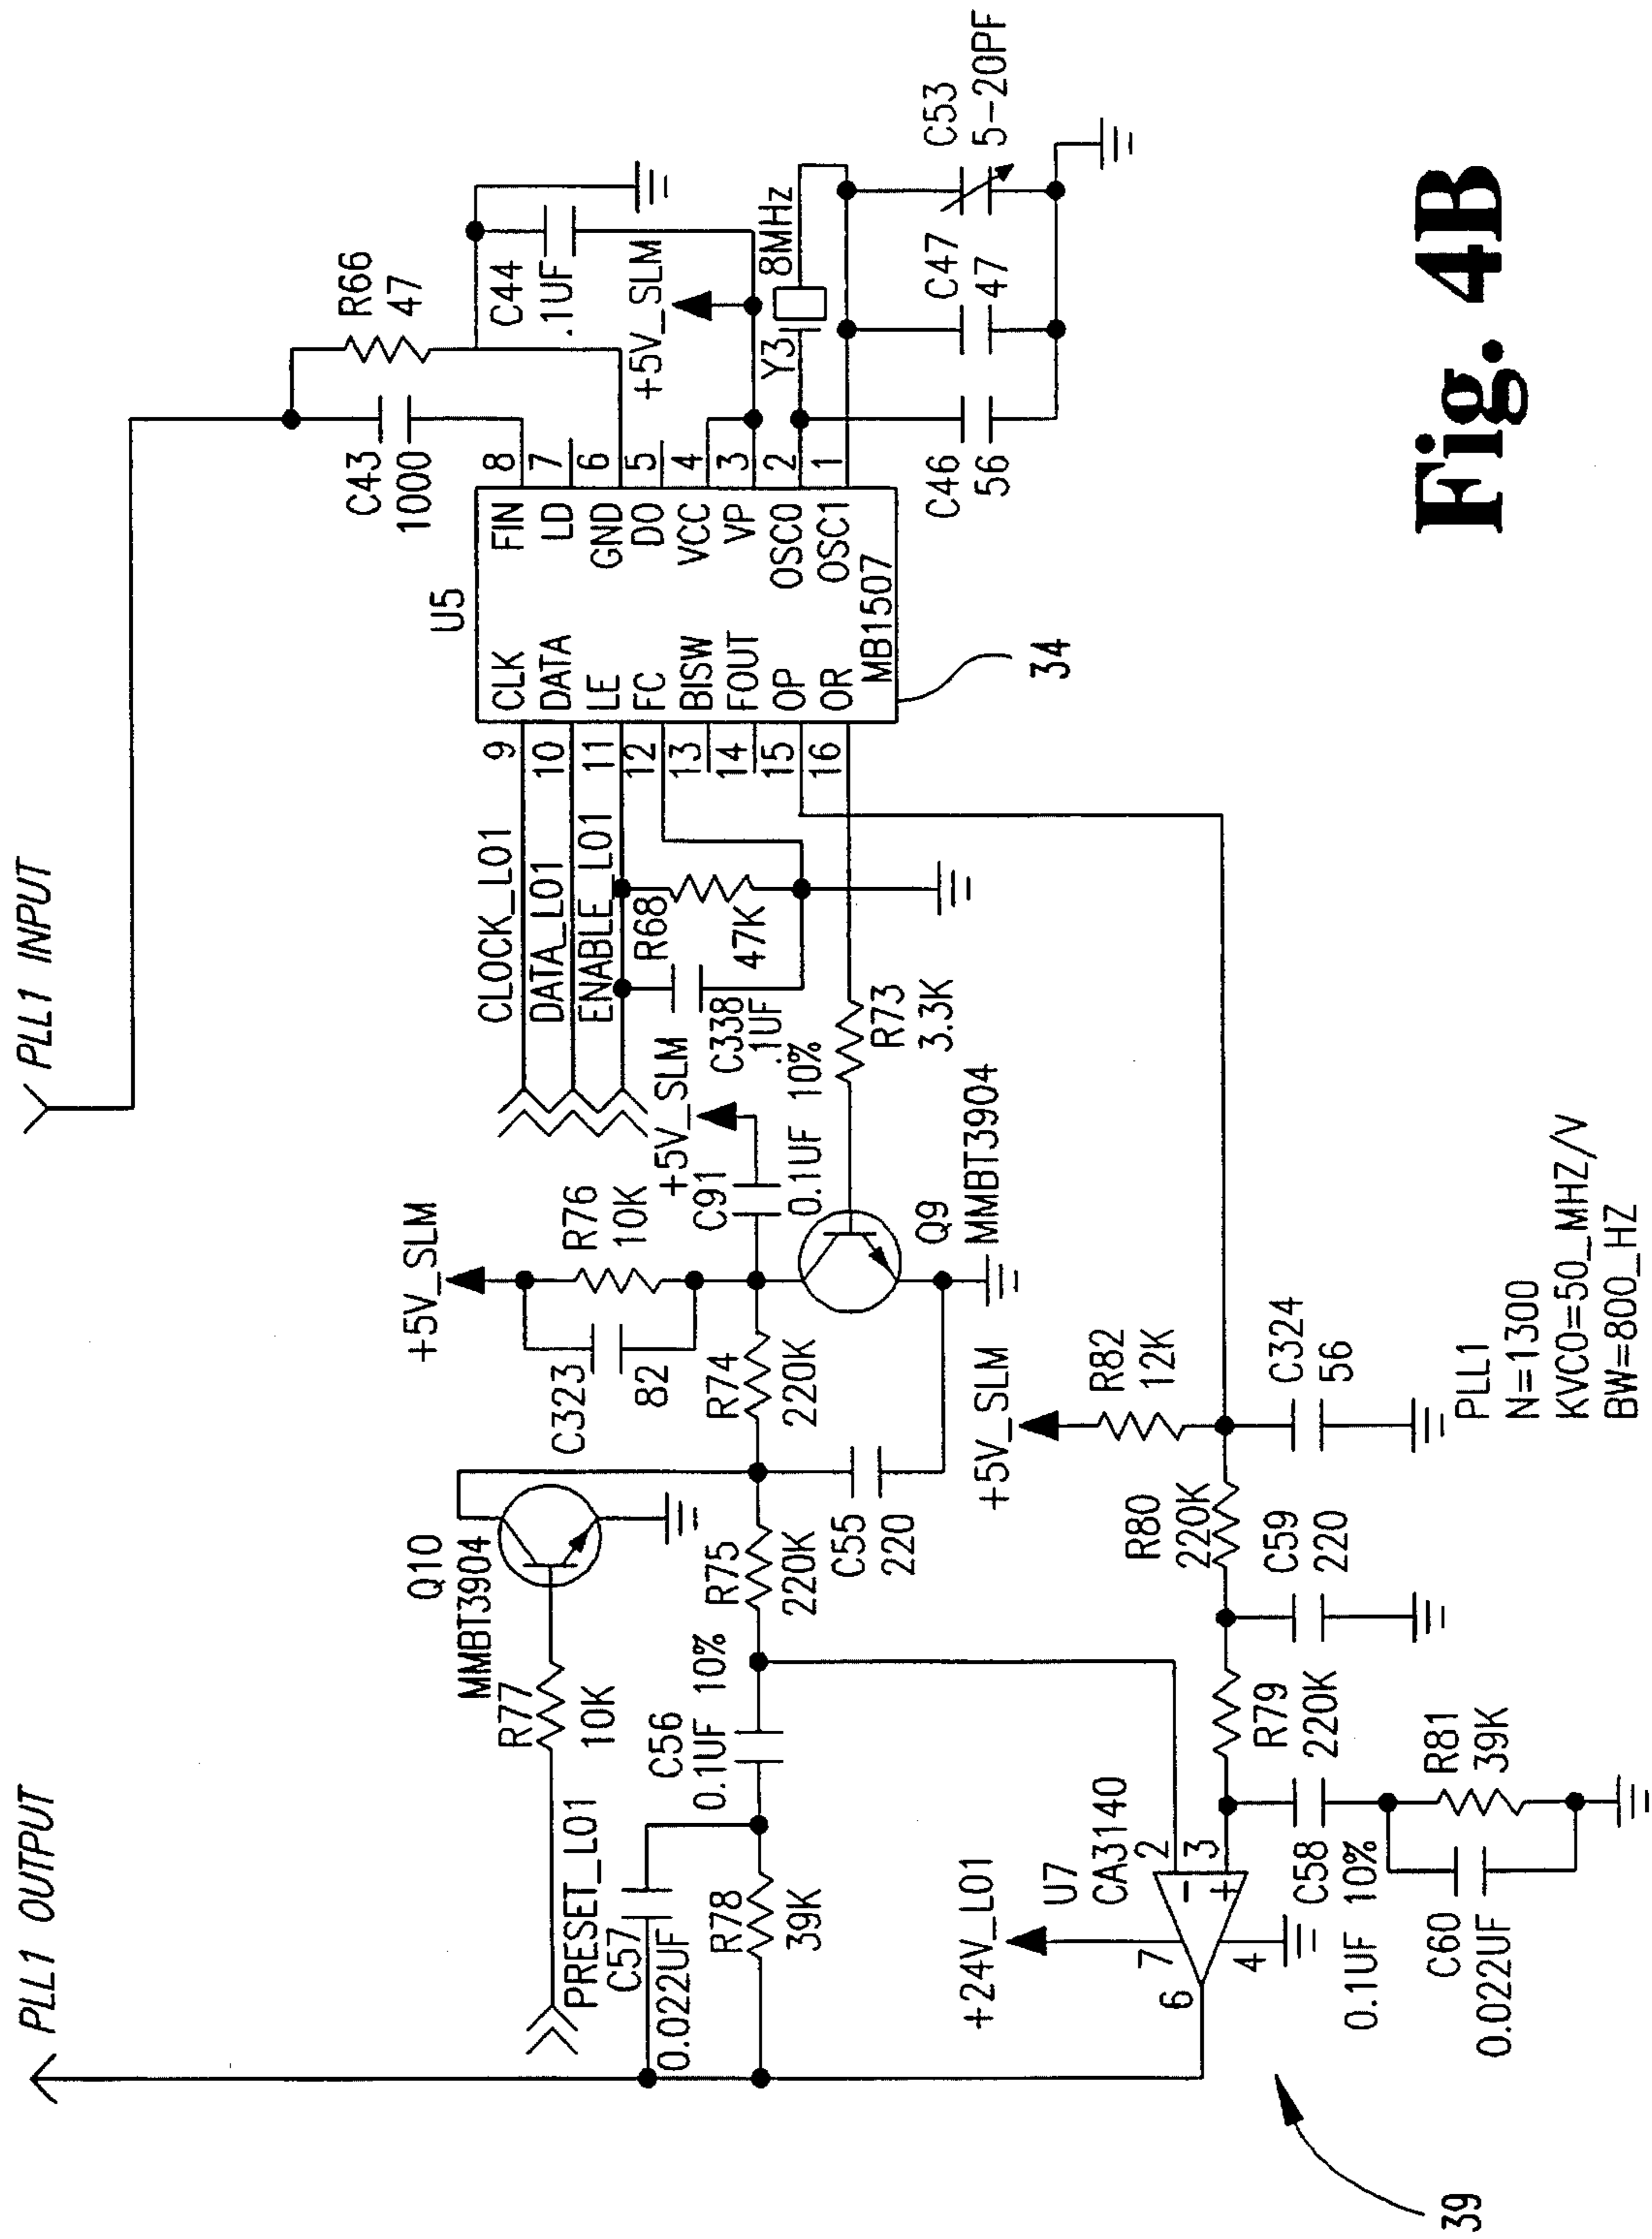 PLL1 OUTPUT
PLL1 INPUT
R66
47
C43
1000
C44
.1UF
+5V_SLM
Y3
8MHz
C46
56
C47
47
C53
5-20PF
U5
CLK
DATA
LE
FC
BISW
FOUT
OP
OR
FIN
LD
GND
DO
VCC
VP
OSC0
OSC1
MB1507
9
10
11
12
13
14
15
16
8
7
6
5
4
3
2
1
34
CLOCK_LO1
DATA_LO1
ENABLE_LO1
R68
47K
C338
.1UF
R73
3.3K
+5V_SLM
C91
0.1UF 10%
+5V_SLM
R76
10K
C323
82
Q9
MMBT3904
R74
220K
C55
220
Q10
MMBT3904
R75
220K
R77
10K
PRESET_LO1
C56
0.1UF 10%
C57
0.022UF
R78
39K
+5V_SLM
R82
12K
C324
56
R80
220K
C59
220
R79
220K
+24V_LO1
U7
CA3140
2
3
7
6
4
-
+
C58
0.1UF 10%
R81
39K
C60
0.022UF
PLL1
N=1300
KVCO=50_MHZ/V
BW=800_HZ
39
Fig. 4B